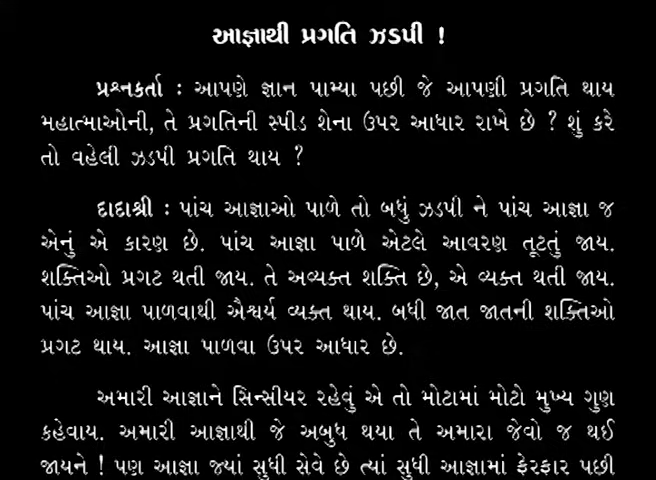 આજ્ઞાથી પ્રગતિ ઝડપી !
પ્રશ્નકર્તા : આપણે જ્ઞાન પામ્યા પછી જે આપણી પ્રગતિ થાય
મહાત્માઓની, તે પ્રગતિની સ્પીડ શેના ઉપર આધાર રાખે છે ? શું કરે
તો વહેલી ઝડપી પ્રગતિ થાય ?
દાદાશ્રી : પાંચ આજ્ઞાઓ પાળે તો બધું ઝડપી ને પાંચ આજ્ઞા જ
એનું એ કારણ છે. પાંચ આજ્ઞા પાળે એટલે આવરણ તૂટતું જાય.
શક્તિઓ પ્રગટ થતી જાય. તે અવ્યક્ત શક્તિ છે, એ વ્યક્ત થતી જાય.
પાંચ આજ્ઞા પાળવાથી ઐશ્વર્ય વ્યક્ત થાય. બધી જાત જાતની શક્તિઓ
પ્રગટ થાય. આજ્ઞા પાળવા ઉપર આધાર છે.
અમારી આજ્ઞાને સિન્સીયર રહેવું એ તો મોટામાં મોટો મુખ્ય ગુણ
કહેવાય. અમારી આજ્ઞાથી જે અબુધ થયા તે અમારા જેવો જ થઈ
જાયને ! પણ આજ્ઞા જ્યાં સુધી સેવે છે ત્યાં સુધી આજ્ઞામાં ફેરફાર પછી